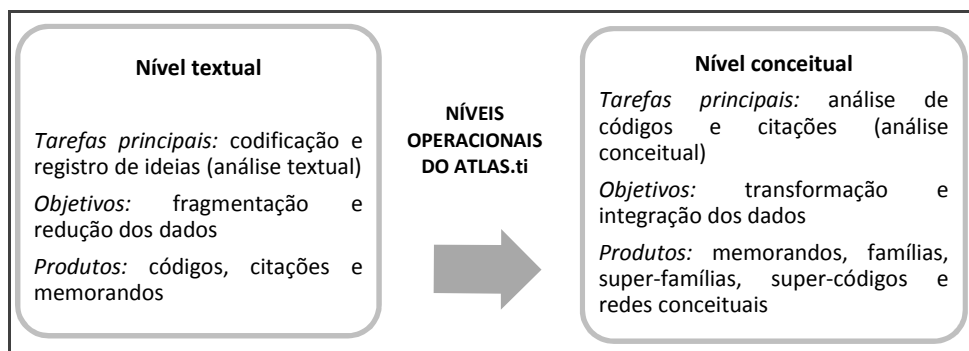 Nível textual
Tarefas principais: codificação e
registro de ideias (análise textual)
Objetivos: fragmentação e
redução dos dados
Produtos: códigos, citações e
memorandos
NÍVEIS
OPERACIONAIS
DO ATLAS.ti
Nível conceitual
Tarefas principais: análise de
códigos e citações (análise
conceitual)
Objetivos: transformação e
integração dos dados
Produtos: memorandos, famílias,
super-famílias, super-códigos e
redes conceituais